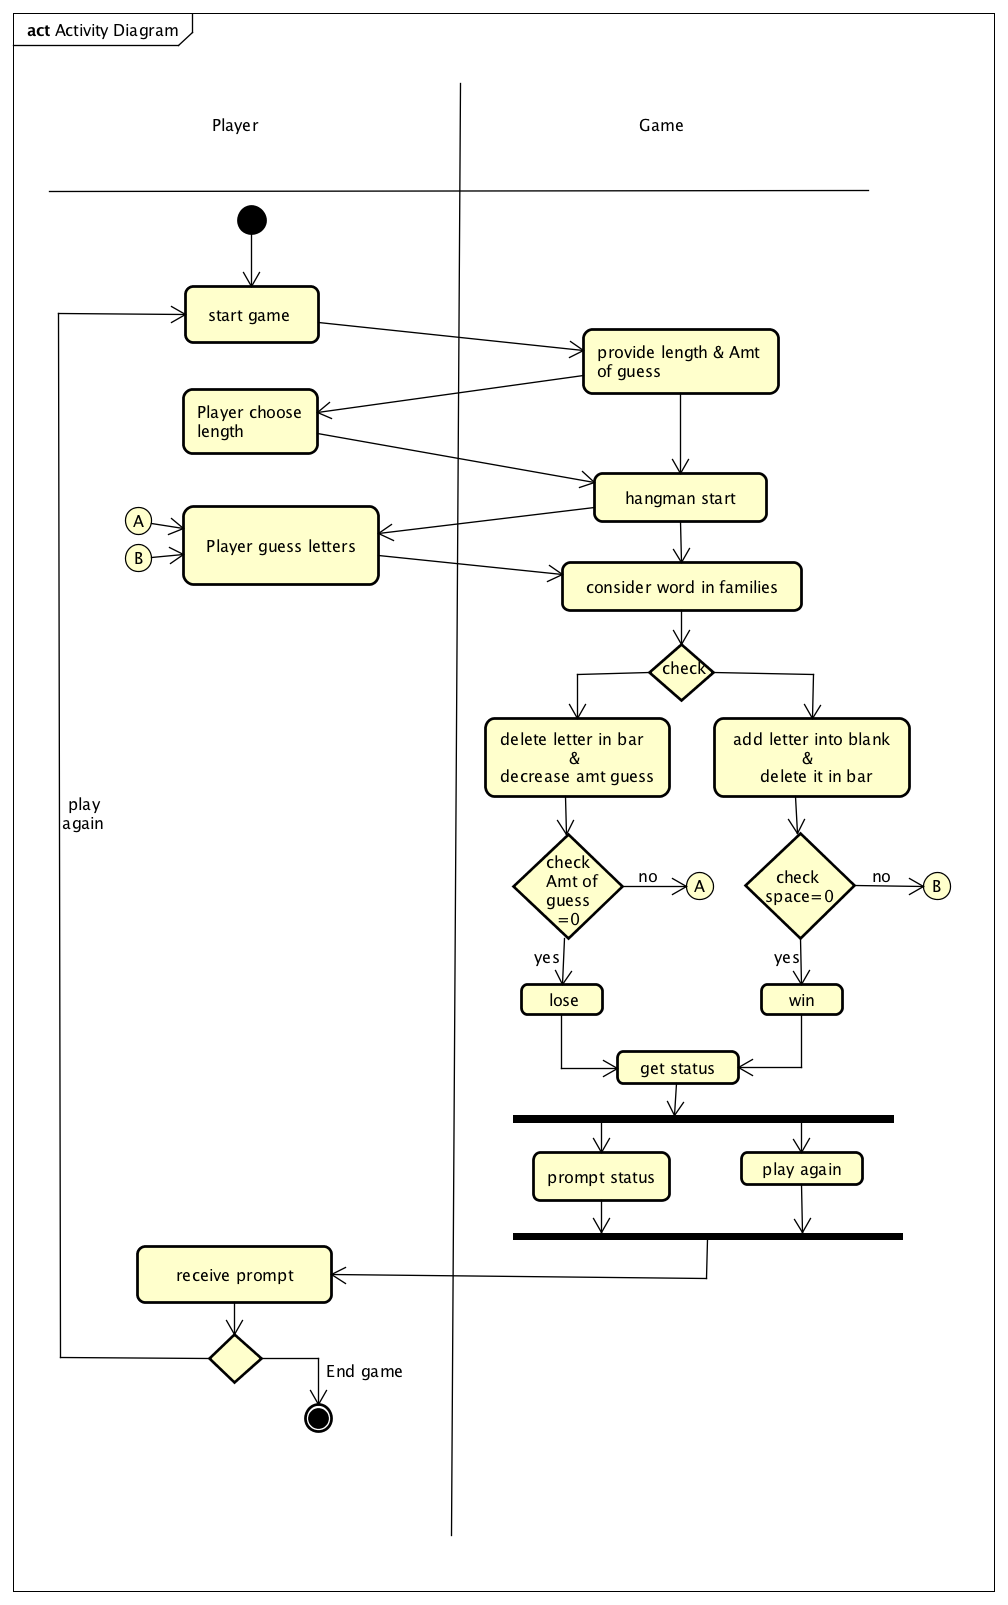 act Activity Diagram
Player
Game
start game
provide length & Amt
of guess
Player choose
length
hangman start
A
B
Player guess letters
consider word in families
check
delete letter in bar
&
decrease amt guess
add letter into blank
&
delete it in bar
play
again
check
Amt of
guess
=0
no
A
check
space=0
no
B
yes
yes
lose
win
get status
prompt status
play again
receive prompt
End game